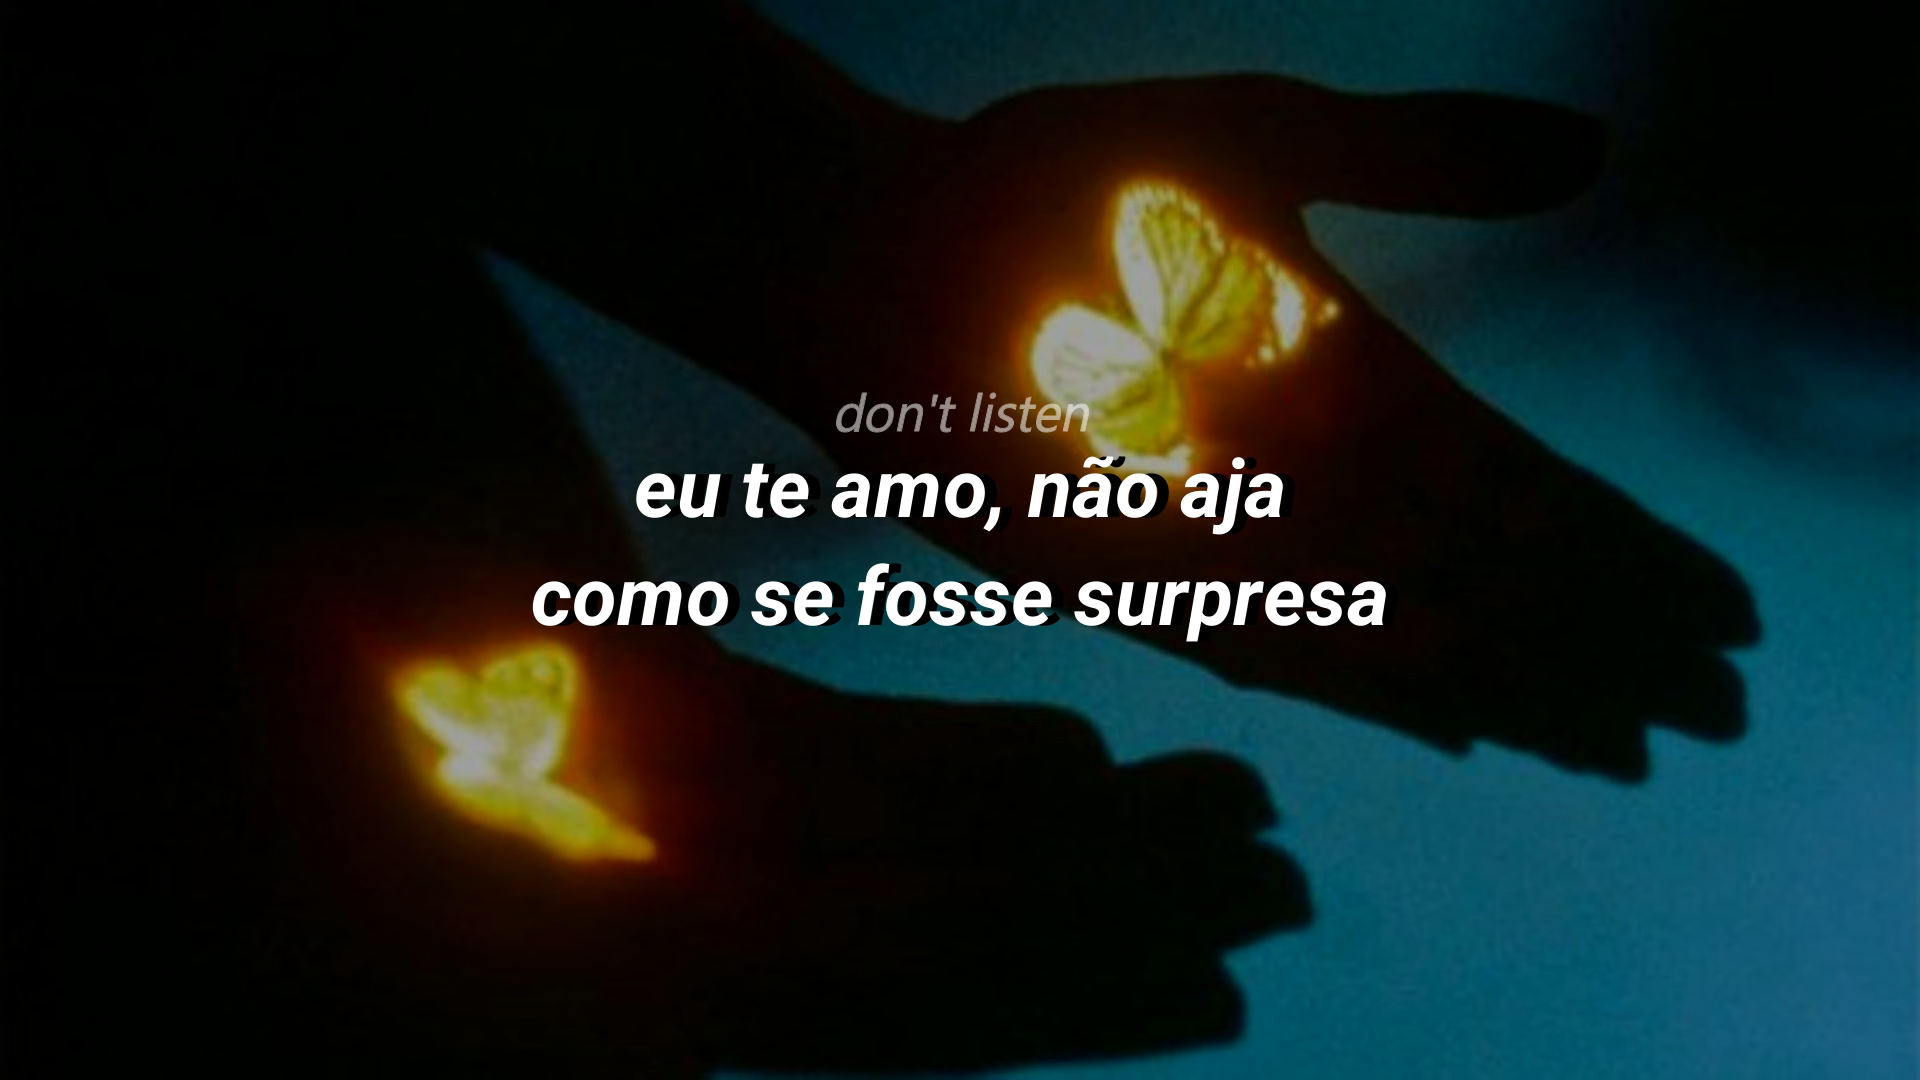 don't listen
eu te amo, não aja
como se fosse surpresa